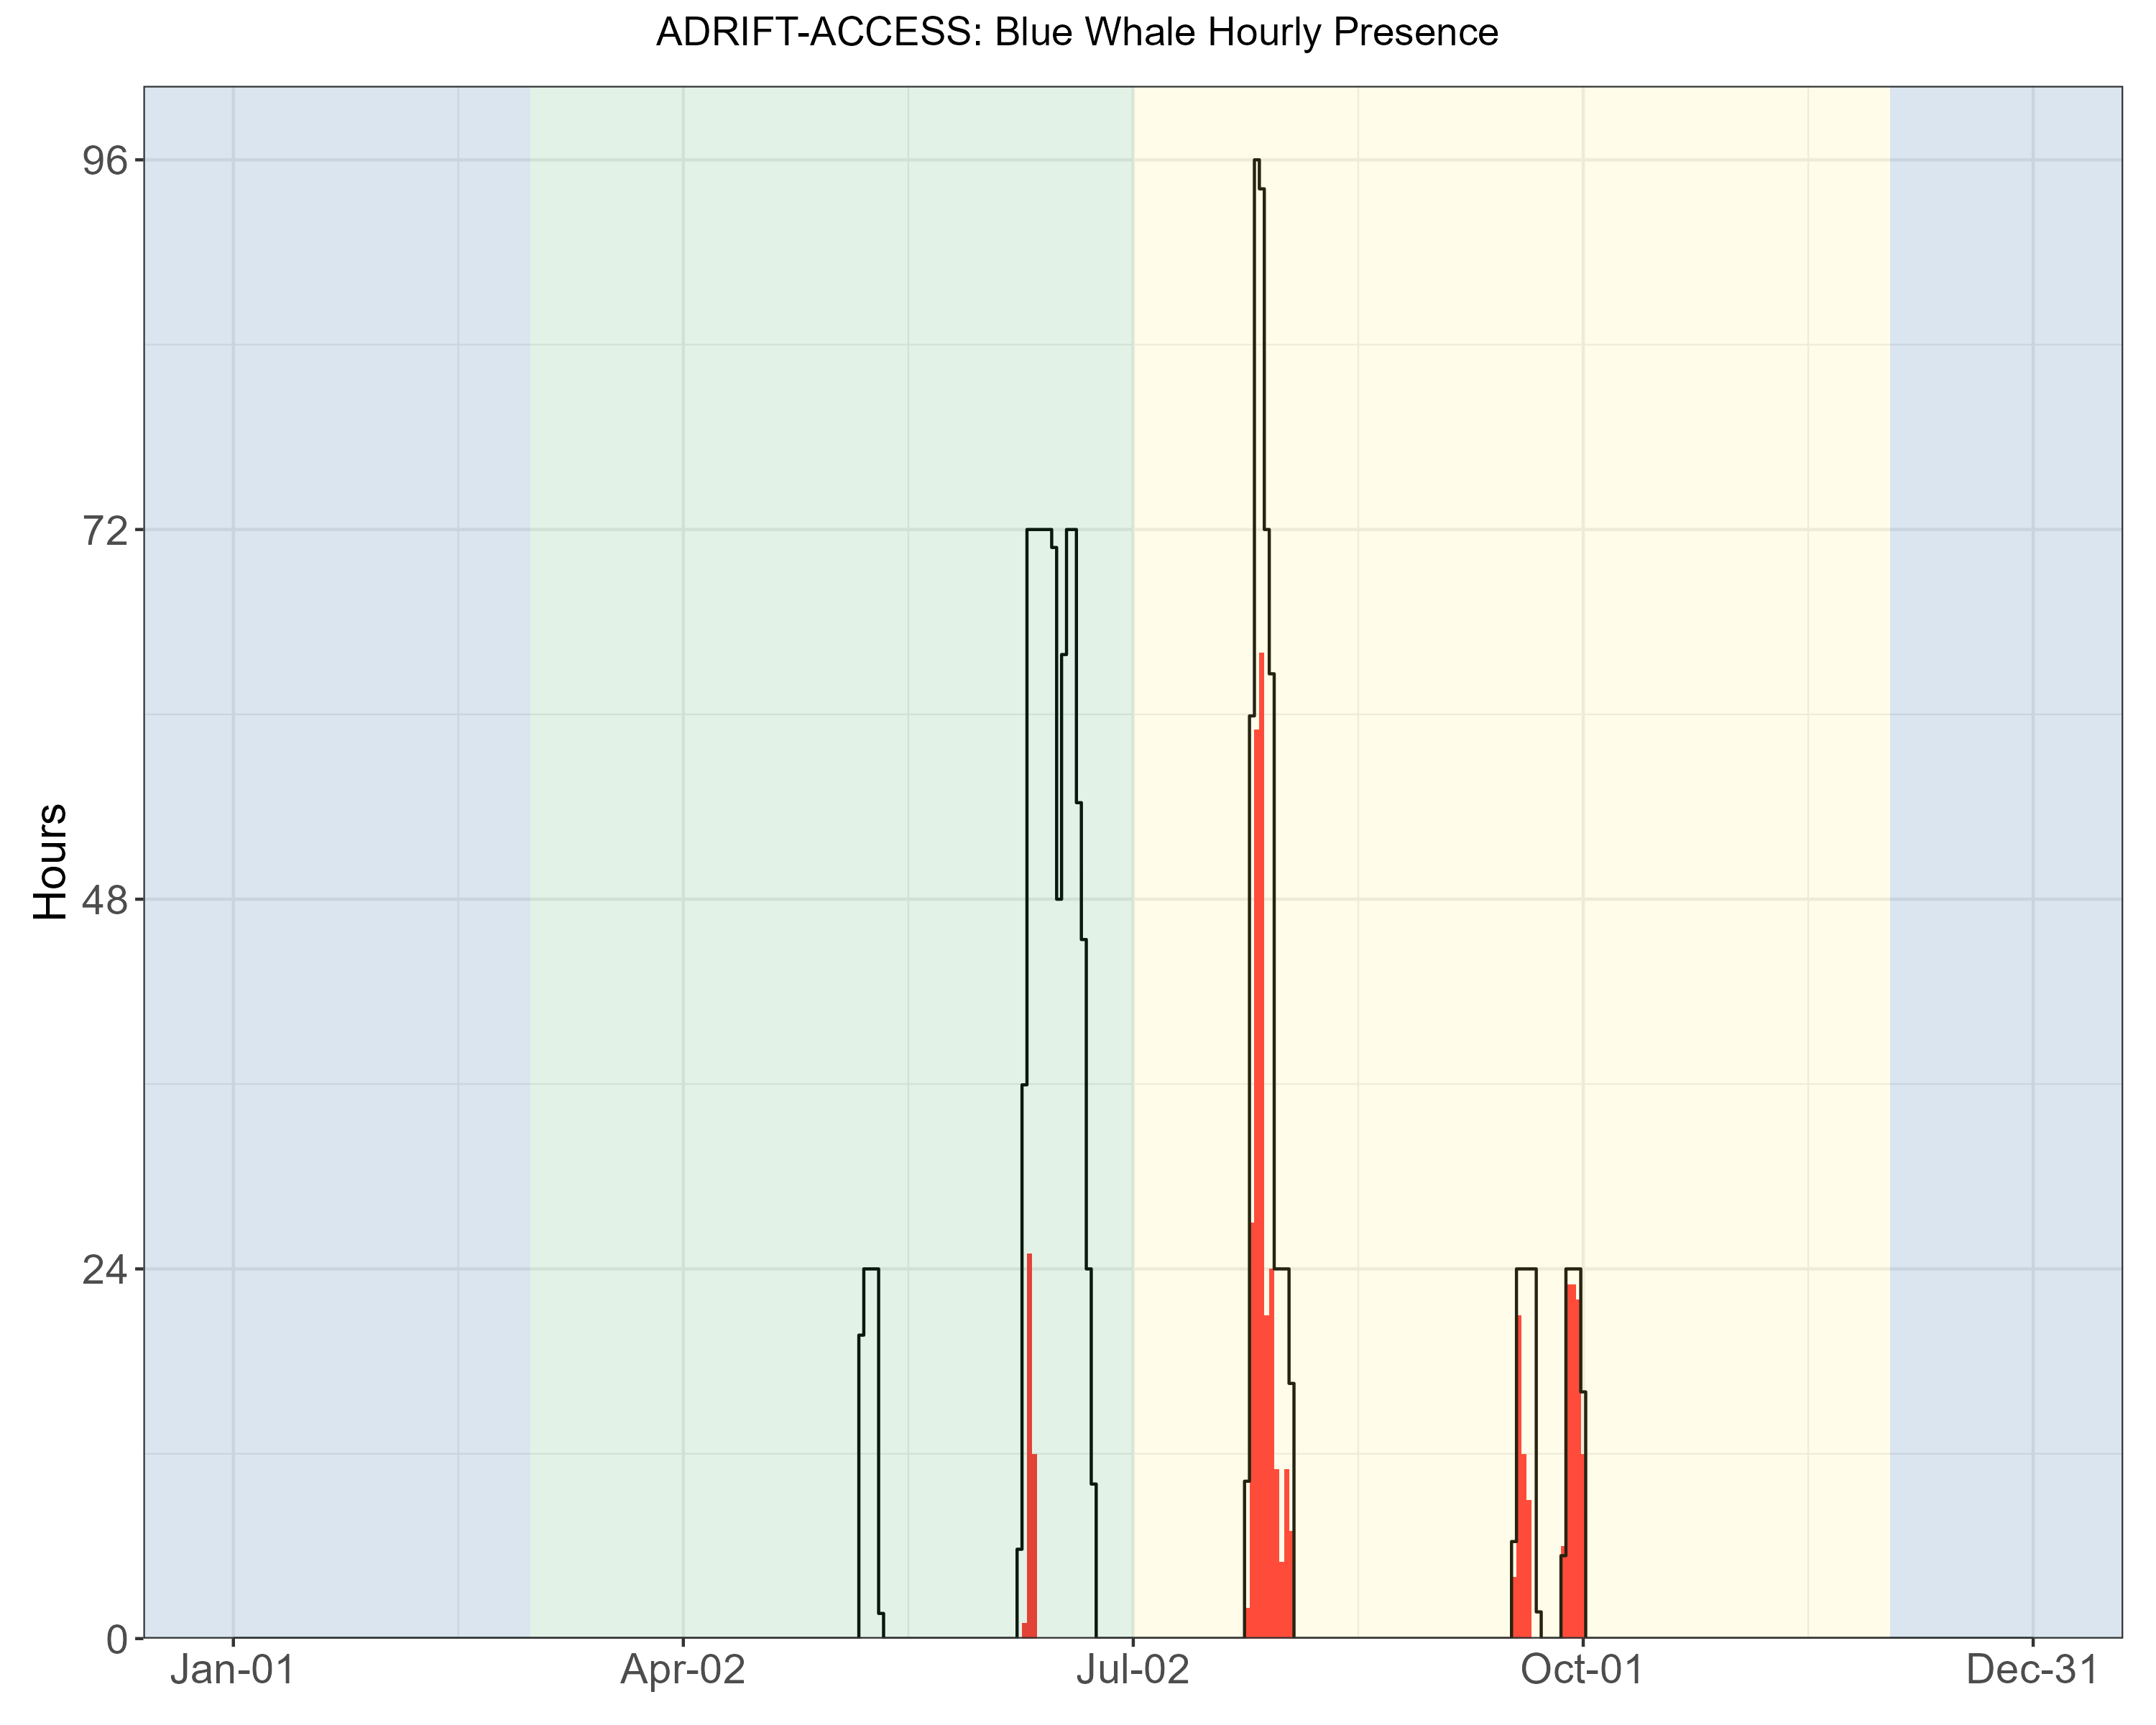 ADRIFT-ACCESS: Blue Whale Hourly Presence
96
72
48
24
0
Hours
Jan-01 Apr-02 Jul-02 Oct-01 Dec-31